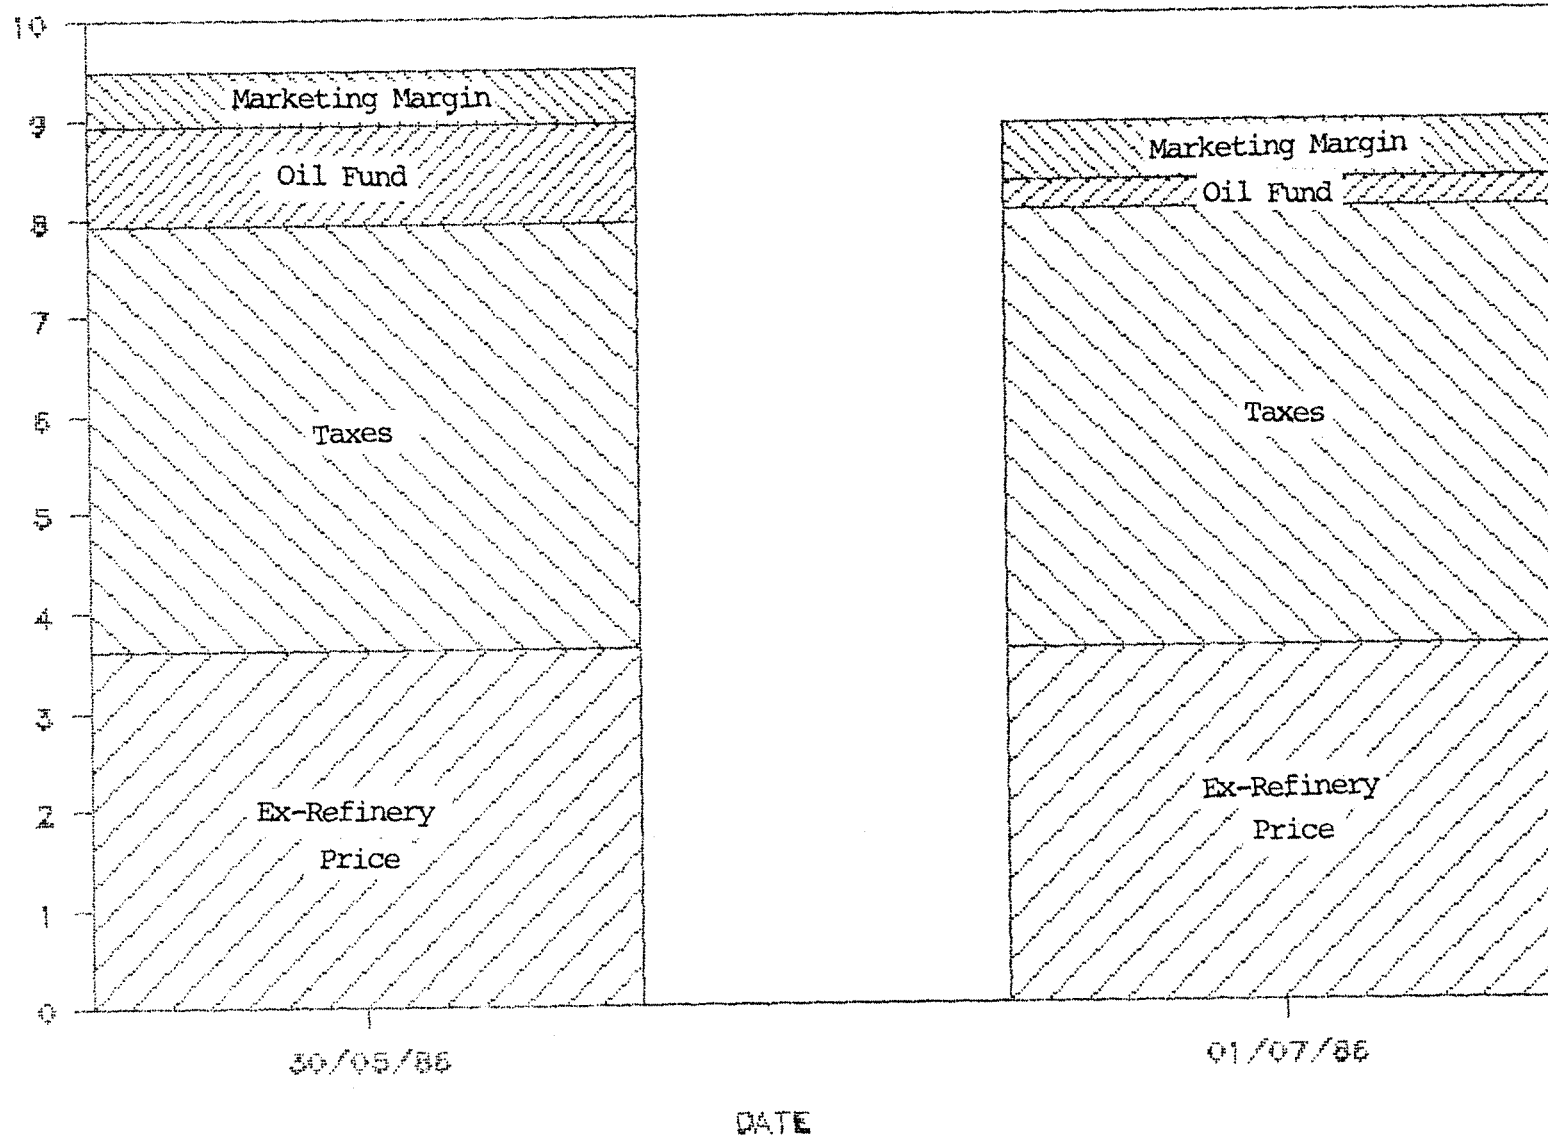 10
9
8
7
6
5
4
3
2
1
0
Marketing Margin
Oil Fund
Taxes
Ex-Refinery
Price
Marketing Margin
Oil Fund
Taxes
Ex-Refinery
Price
30/05/86
01/07/86
DATE